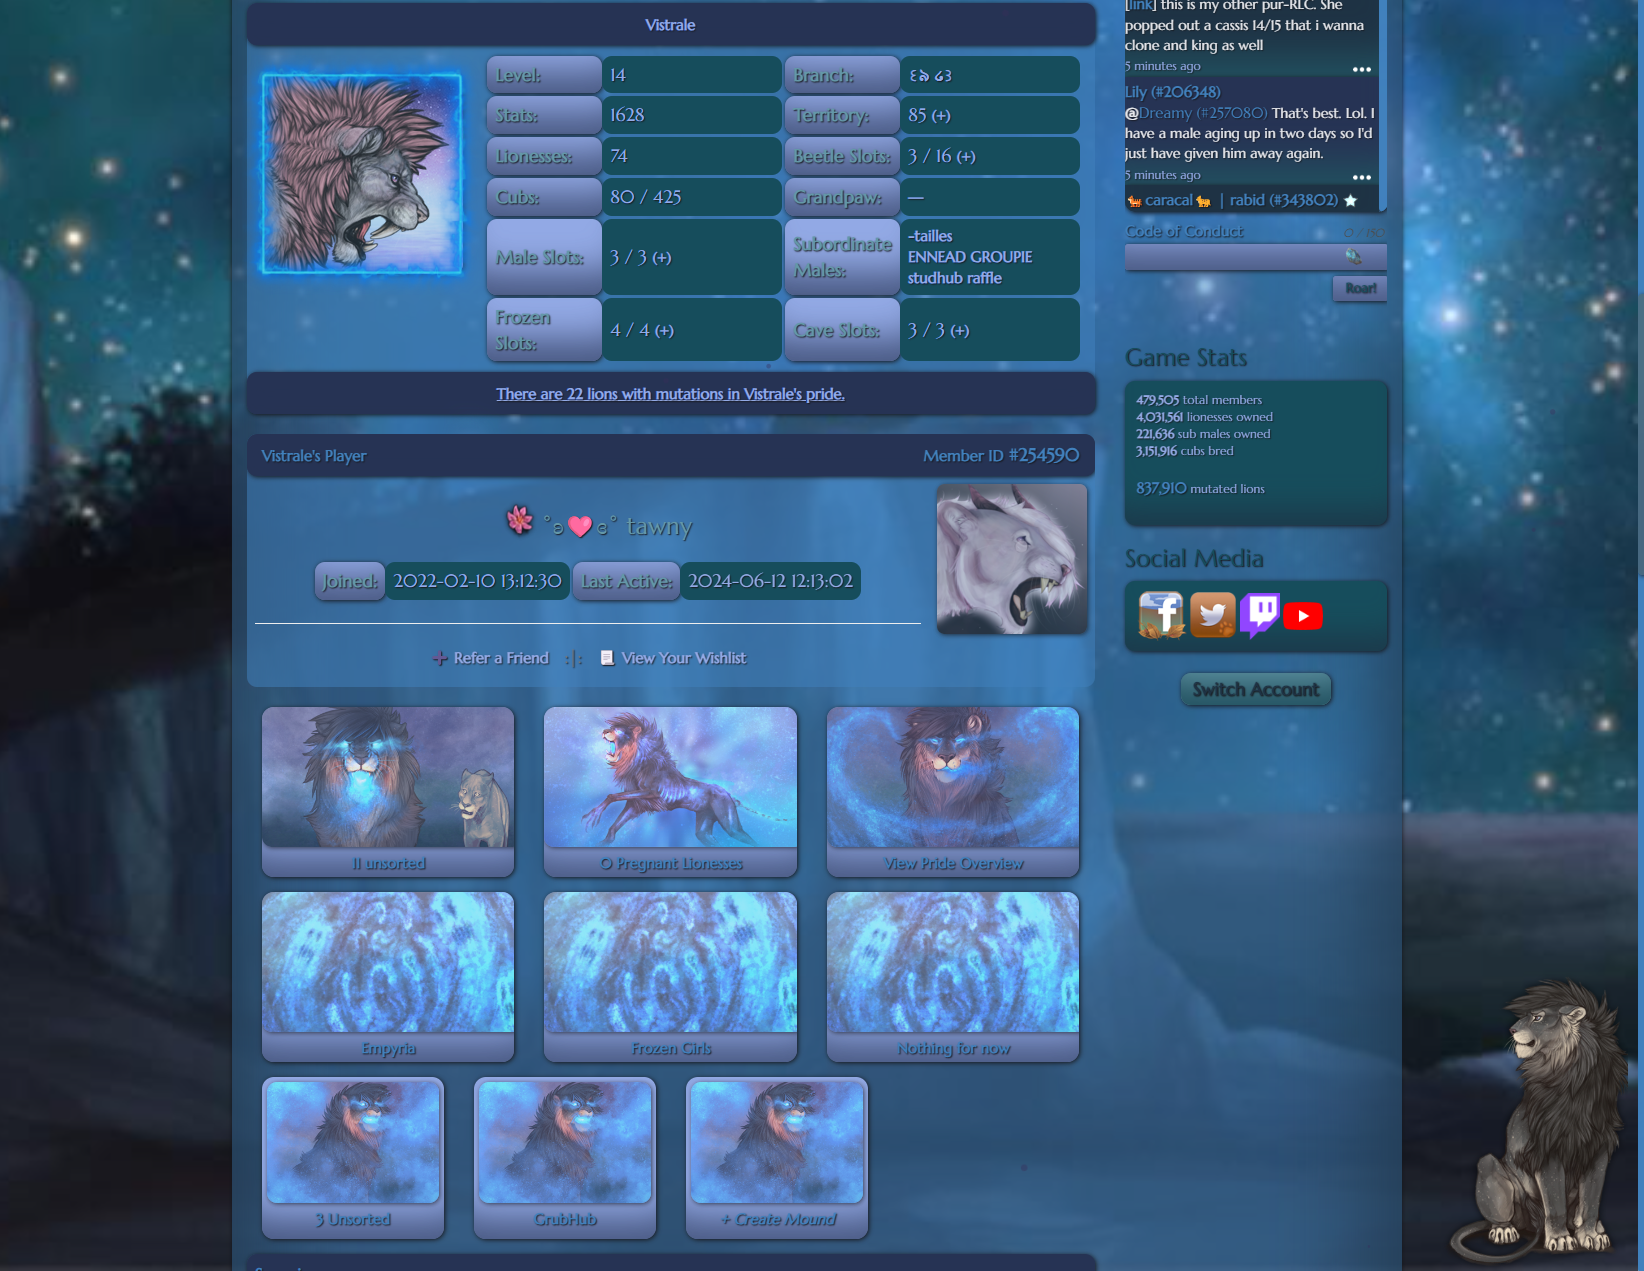 Vistrale
Level: 14
Branch:
Stats: 1628
Territory: 85 (+)
Lionesses: 74
Beetle Slots: 3 / 16 (+)
Cubs: 80 / 425
Grandpaw: —
Male Slots: 3 / 3 (+)
Subordinate Males:
-tailles
ENNEAD GROUPIE
studhub raffle
Frozen Slots: 4 / 4 (+)
Cave Slots: 3 / 3 (+)
There are 22 lions with mutations in Vistrale's pride.
Vistrale's Player
Member ID #254590
tawny
Joined: 2022-02-10 13:12:30 Last Active: 2024-06-12 12:13:02
Refer a Friend :|: View Your Wishlist
11 unsorted
0 Pregnant Lionesses
View Pride Overview
Empyria
Frozen Girls
Nothing for now
3 Unsorted
GrubHub
+ Create Mound
[link] this is my other pur-RLC. She
popped out a cassis 14/15 that i wanna
clone and king as well
5 minutes ago
Lily (#206348)
@Dreamy (#257080) That's best. Lol. I
have a male aging up in two days so I'd
just have given him away again.
5 minutes ago
caracal | rabid (#343802)
Code of Conduct
0 / 150
Roar!
Game Stats
479,505 total members
4,031,561 lionesses owned
221,636 sub males owned
3,151,916 cubs bred
837,910 mutated lions
Social Media
Switch Account